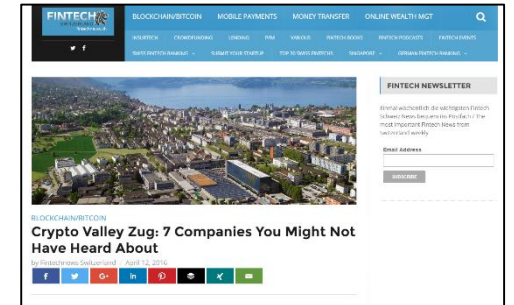 FINTECH
BLOCKCHAIN/BITCOIN MOBILE PAYMENTS MONEY TRANSFER ONLINE WEALTH MGT
INSURTECH CROWDFUNDING LENDING PFM VARIOUS FINTECH BOOKS FINTECH PODCASTS FINTECH EVENTS
SWISS FINTECH RANKING SUBMIT YOUR STARTUP TOP 10 SWISS FINTECHS SINGAPORE GERMAN FINTECH RANKING
FINTECH NEWSLETTER
Einmal wöchentlich die wichtigsten Fintech
Schweiz News bequem ins Postfach / The
most important Fintech News from
Switzerland weekly
Email Address
SUBSCRIBE
BLOCKCHAIN/BITCOIN
Crypto Valley Zug: 7 Companies You Might Not
Have Heard About
by Fintechnews Switzerland April 12, 2016